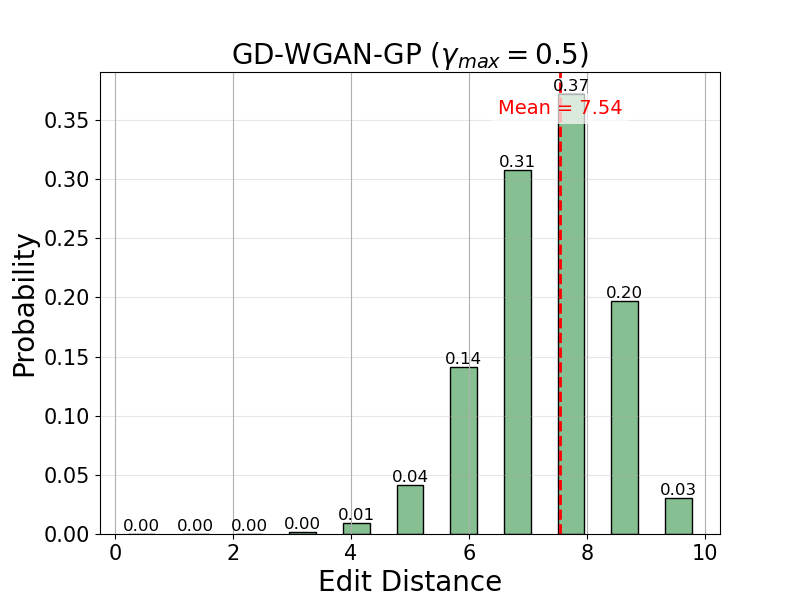 GD-WGAN-GP (γmax = 0.5)
0.37
Mean = 7.54
0.31
0.20
0.14
0.04
0.03
0.01
0.00 0.00 0.00 0.00
0.35
0.30
0.25
0.20
0.15
0.10
0.05
0.00
Probability
0 2 4 6 8 10
Edit Distance